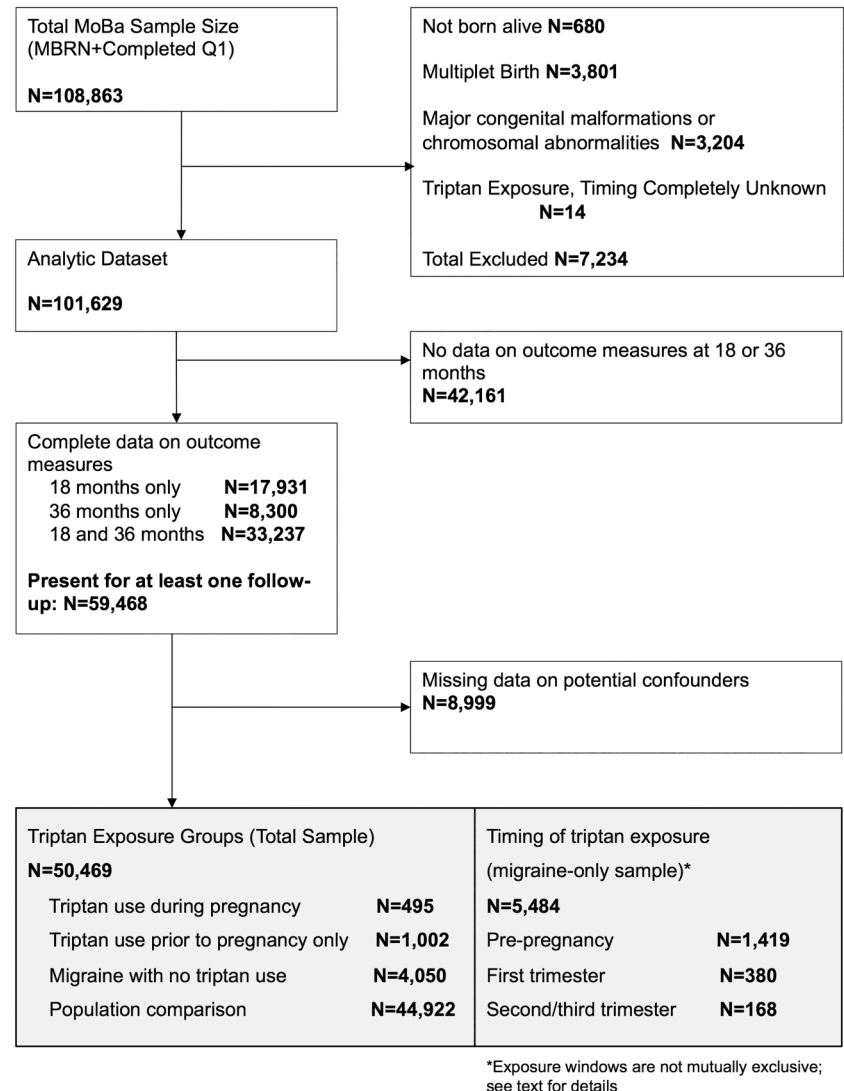 Total MoBa Sample Size
(MBRN+Completed Q1)
N=108,863
Not born alive N=680
Multiplet Birth N=3,801
Major congenital malformations or
chromosomal abnormalities N=3,204
Triptan Exposure, Timing Completely Unknown
N=14
Total Excluded N=7,234
Analytic Dataset
N=101,629
No data on outcome measures at 18 or 36
months
N=42,161
Complete data on outcome
measures
18 months only N=17,931
36 months only N=8,300
18 and 36 months N=33,237
Present for at least one follow-
up: N=59,468
Missing data on potential confounders
N=8,999
Triptan Exposure Groups (Total Sample)
N=50,469
Triptan use during pregnancy N=495
Triptan use prior to pregnancy only N=1,002
Migraine with no triptan use N=4,050
Population comparison N=44,922
Timing of triptan exposure
(migraine-only sample)*
N=5,484
Pre-pregnancy N=1,419
First trimester N=380
Second/third trimester N=168
*Exposure windows are not mutually exclusive;
see text for details